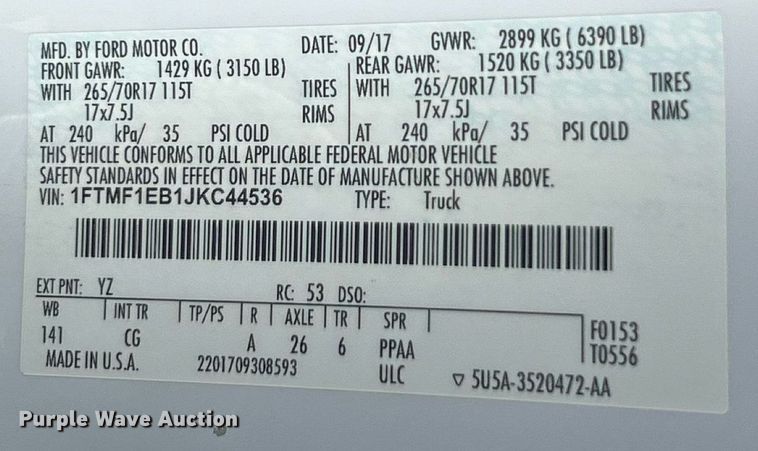 MFD. BY FORD MOTOR CO. DATE: 09/17 GVWR: 2899 KG ( 6390 LB)
FRONT GAWR: 1429 KG ( 3150 LB) REAR GAWR: 1520 KG ( 3350 LB)
WITH 265/70R17 115T TIRES WITH 265/70R17 115T TIRES
17x7.5J RIMS 17x7.5J RIMS
AT 240 kPa/ 35 PSI COLD AT 240 kPa/ 35 PSI COLD
THIS VEHICLE CONFORMS TO ALL APPLICABLE FEDERAL MOTOR VEHICLE
SAFETY STANDARDS IN EFFECT ON THE DATE OF MANUFACTURE SHOWN ABOVE.
VIN: 1FTMF1EB1JKC44536 TYPE: Truck
EXT PNT: YZ RC: 53 DSO:
WB INT TR TP/PS R AXLE TR SPR F0153
141 CG A 26 6 PPAA T0556
MADE IN U.S.A. 2201709308593 ULC ▽ 5U5A-3520472-AA
Purple Wave Auction